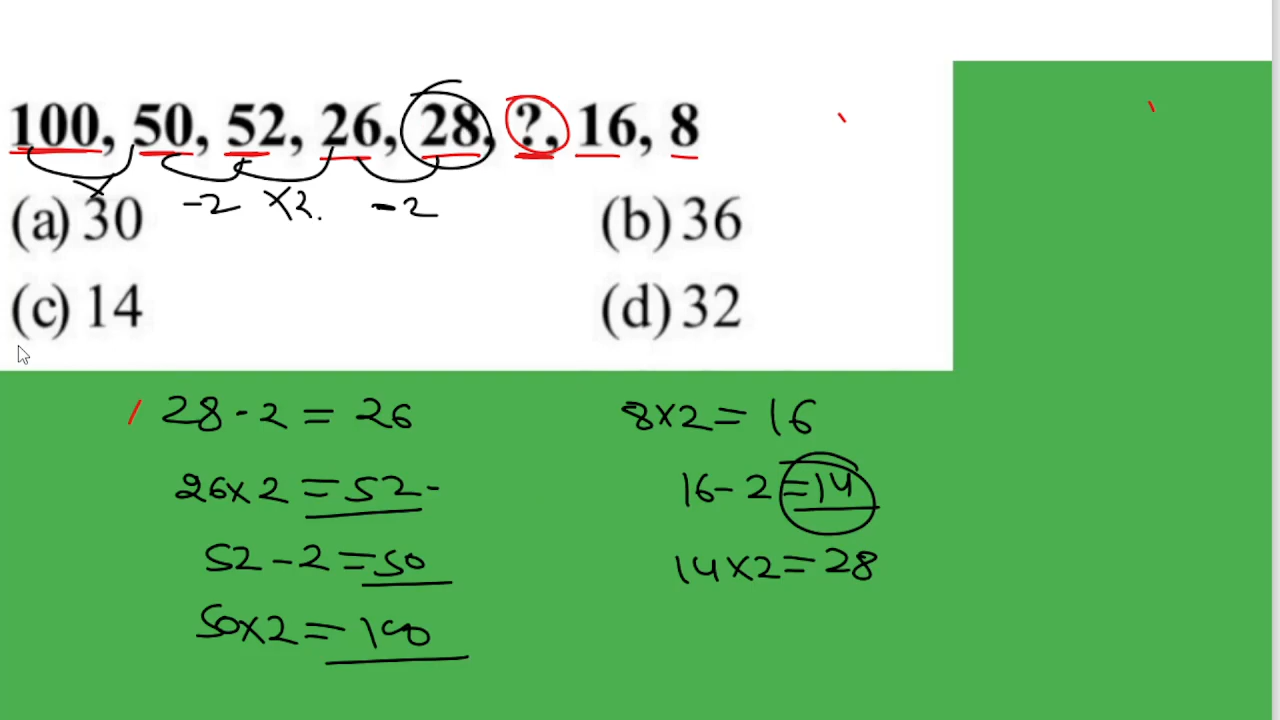 100, 50, 52, 26, 28, ?, 16, 8
-2 ×2. -2
(a) 30 (b) 36
(c) 14 (d) 32
28 - 2 = 26 8×2 = 16
26×2 = 52 - 16 - 2 = 14
52 - 2 = 50 14×2 = 28
50×2 = 100